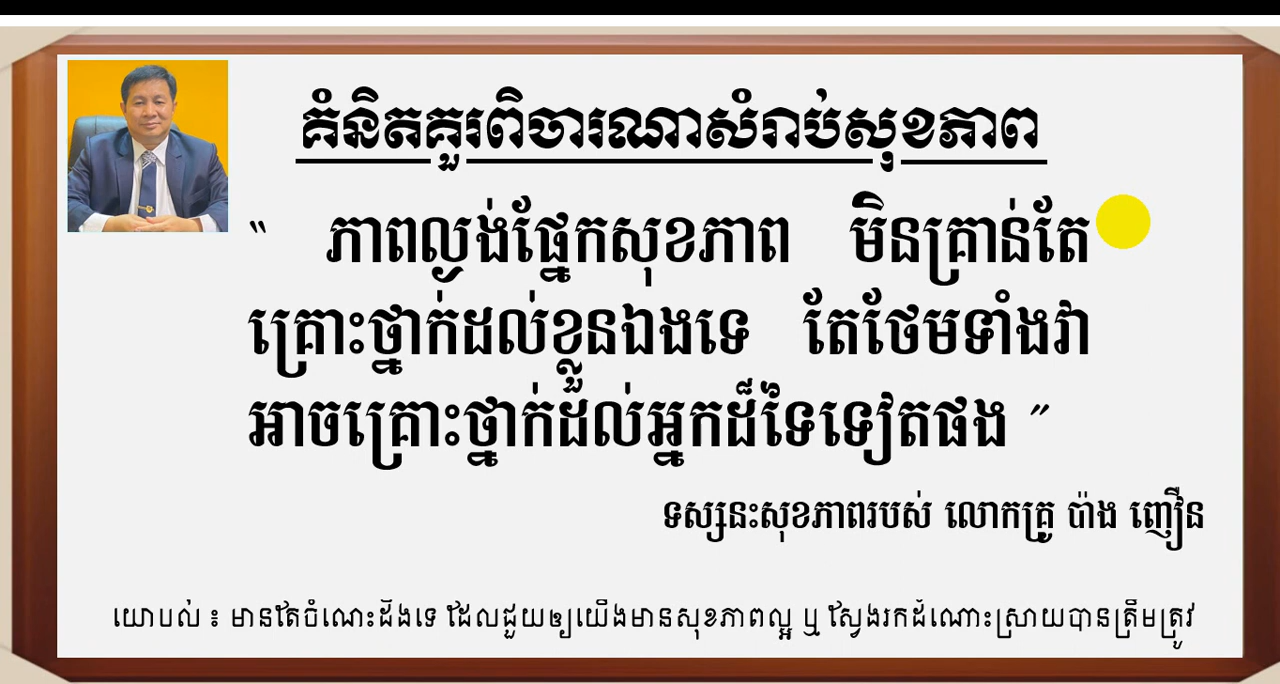 គំនិតគួរពិចារណាសំរាប់សុខភាព
“ ភាពល្ងង់ផ្នែកសុខភាព មិនគ្រាន់តែ
គ្រោះថ្នាក់ដល់ខ្លួនឯងទេ តែថែមទាំងវា
អាចគ្រោះថ្នាក់ដល់អ្នកដ៏ទៃទៀតផង ”
ទស្សនះសុខភាពរបស់ លោកគ្រូ ប៉ាង ញឿន
យោបល់ ៖ មានតែចំណេះដឹងទេ ដែលជួយឲ្យយើងមានសុខភាពល្អ ឬ ស្វែងរកដំណោះស្រាយបានត្រឹមត្រូវ